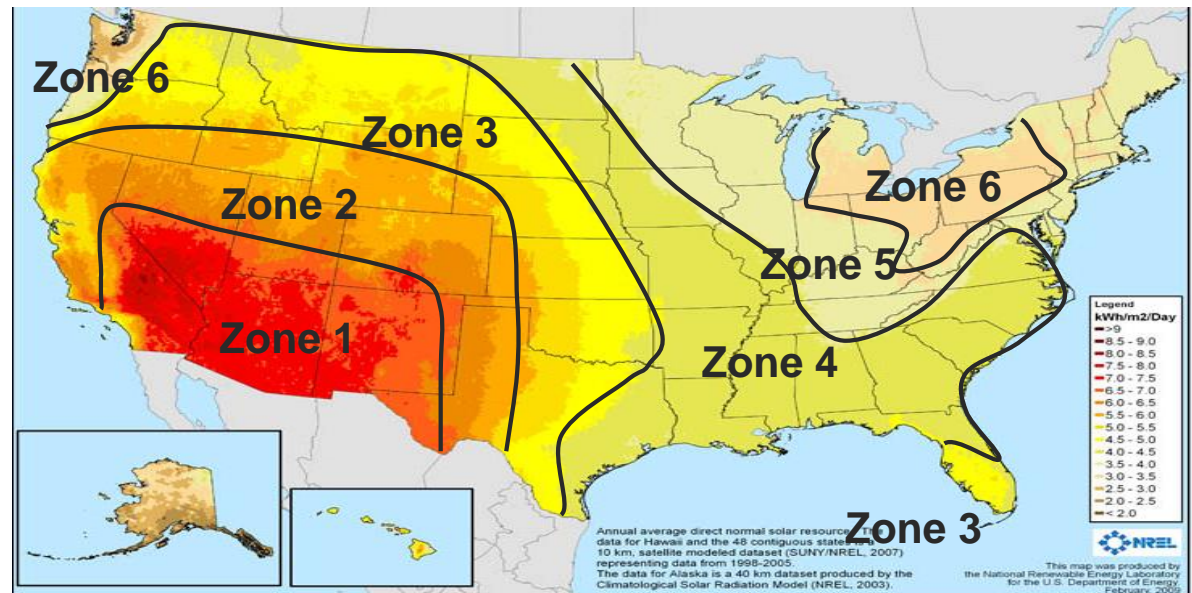 Zone 6
Zone 3
Zone 2
Zone 6
Zone 5
Zone 1
Zone 4
Zone 3
Legend
kWh/m2/Day
>9
8.5 - 9.0
8.0 - 8.5
7.5 - 8.0
7.0 - 7.5
6.5 - 7.0
6.0 - 6.5
5.5 - 6.0
5.0 - 5.5
4.5 - 5.0
4.0 - 4.5
3.5 - 4.0
3.0 - 3.5
2.5 - 3.0
2.0 - 2.5
< 2.0
Annual average direct normal solar resource
data for Hawaii and the 48 contiguous states
10 km, satellite modeled dataset (SUNY/NREL, 2007)
representing data from 1998-2005.
The data for Alaska is a 40 km dataset produced by the
Climatological Solar Radiation Model (NREL, 2003).
NREL
This map was produced by
the National Renewable Energy Laboratory
for the U.S. Department of Energy.
February, 2009